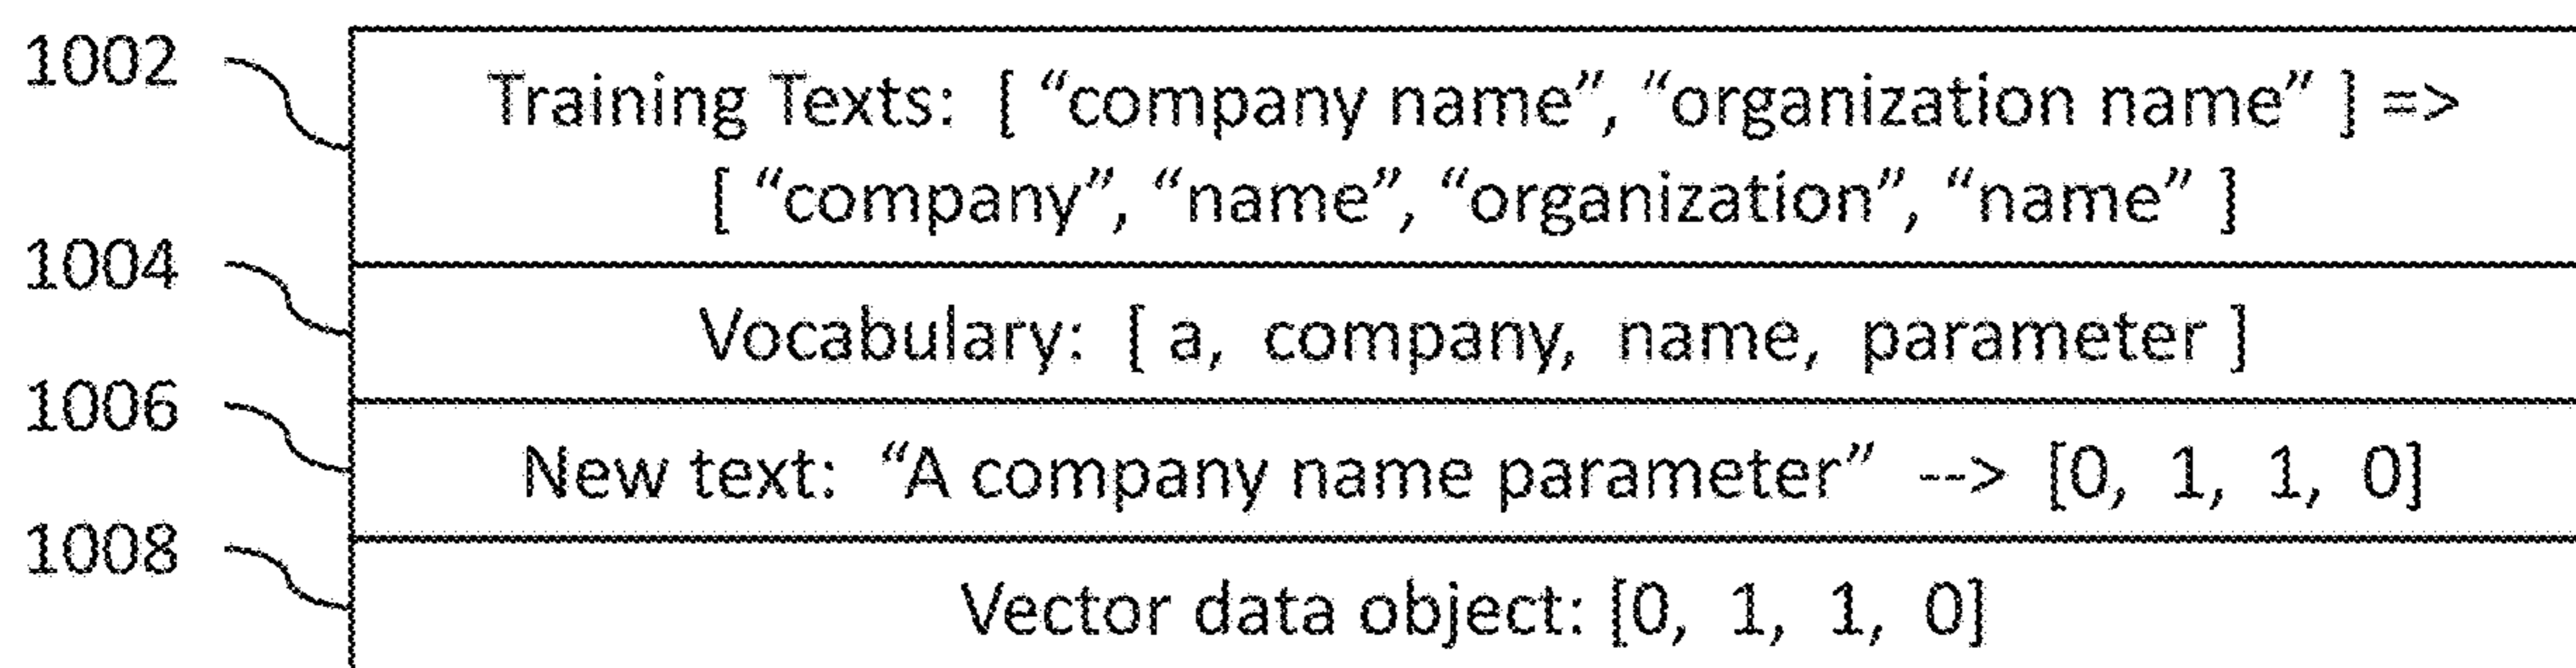 1002
Training Texts: [ “company name”, “organization name” ] =>
[ “company”, “name”, “organization”, “name” ]
1004
Vocabulary: [ a, company, name, parameter ]
1006
New text: “A company name parameter” --> [0, 1, 1, 0]
1008
Vector data object: [0, 1, 1, 0]